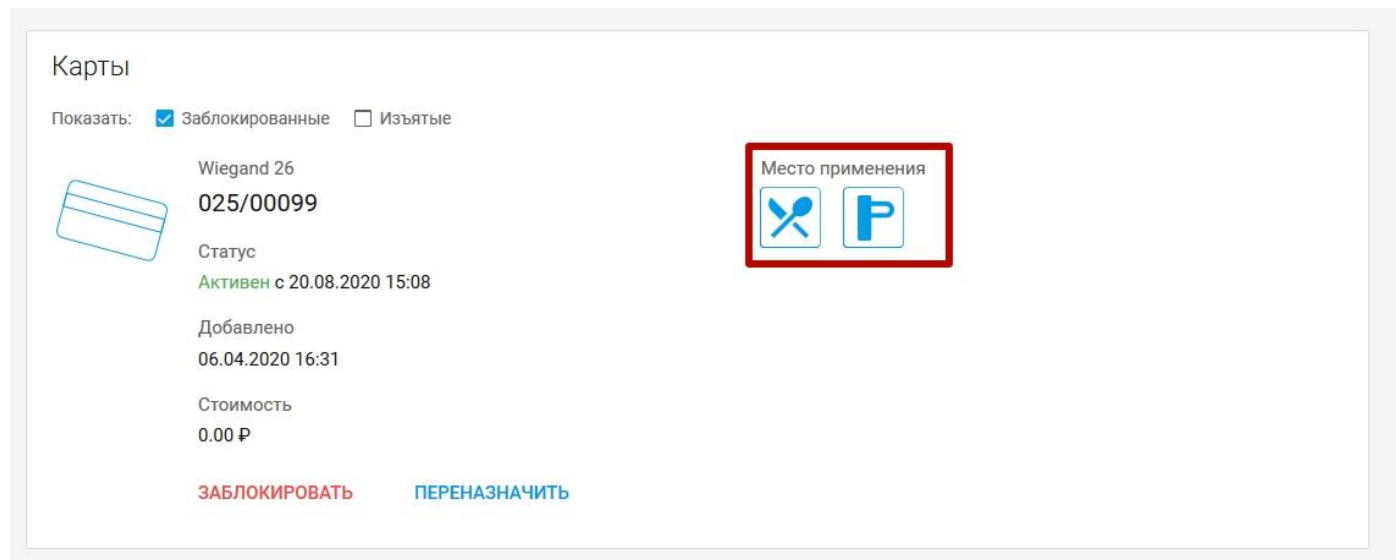 Карты
Показать: Заблокированные Изъятые
Wiegand 26
025/00099
Статус
Активен с 20.08.2020 15:08
Добавлено
06.04.2020 16:31
Стоимость
0.00 ₽
ЗАБЛОКИРОВАТЬ ПЕРЕНАЗНАЧИТЬ
Место применения